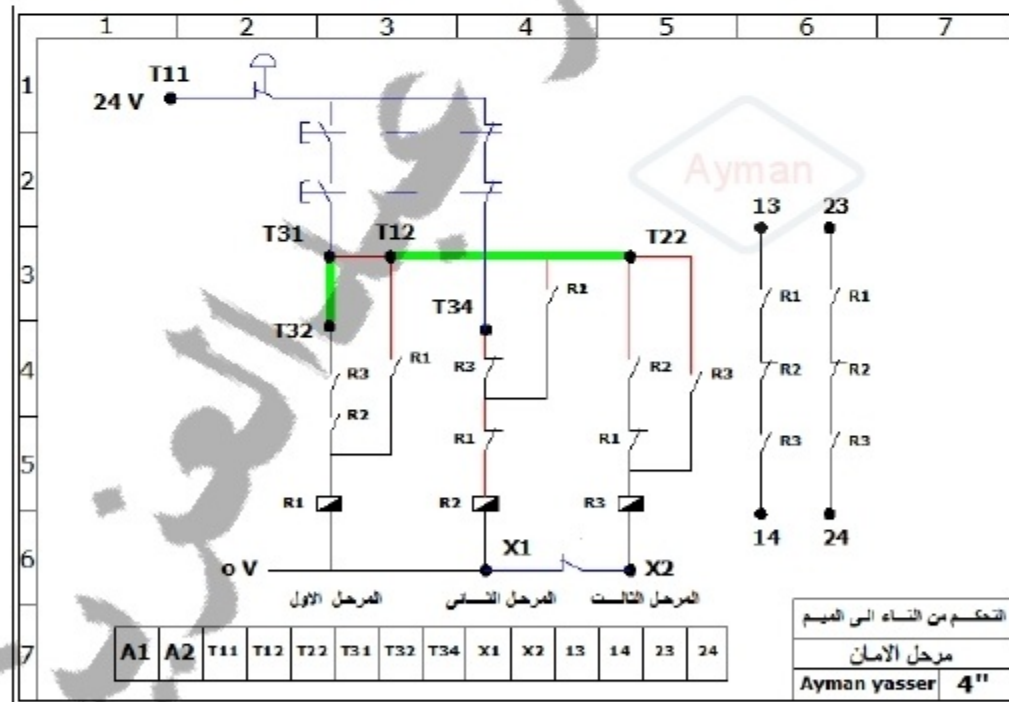 1 2 3 4 5 6 7
1
T11
24 V
2
Ayman
T31 T12 T22 13 23
3
R1 R1 R1
T34
T32
4
R3 R1 R3 R2 R3 R2 R2
R2
R1 R1 R3 R3
5
R1 R2 R3
14 24
6
X1
o V X2
المرحل الاول المرحل الثاني المرحل الثالث
التحكم من التاء الى الميم
7
A1 A2 T11 T12 T22 T31 T32 T34 X1 X2 13 14 23 24
مرحل الامان
Ayman yasser 4"